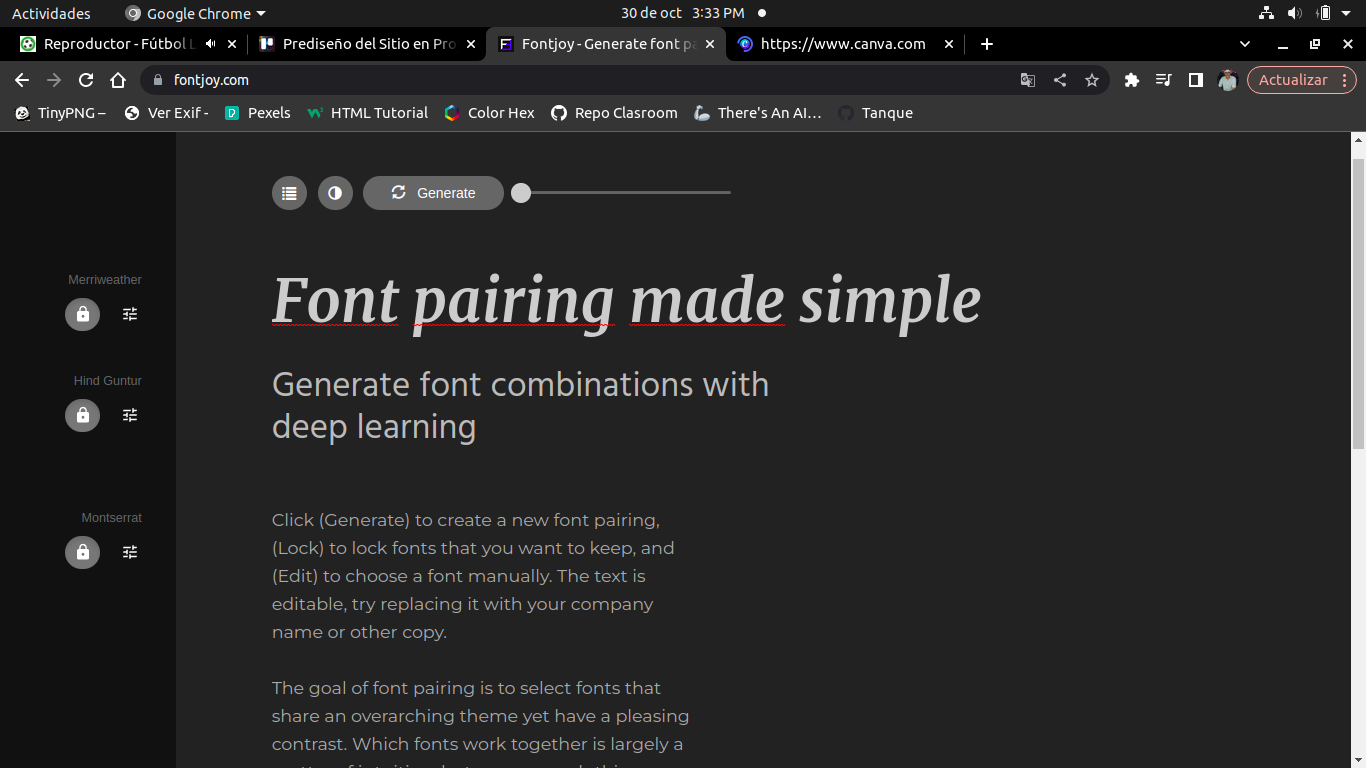 Actividades Google Chrome 30 de oct 3:33 PM
Reproductor - Fútbol L Prediseño del Sitio en Pro Fontjoy - Generate font pa https://www.canva.com
fontjoy.com Actualizar
TinyPNG – Ver Exif - Pexels HTML Tutorial Color Hex Repo Clasroom There's An AI... Tanque
Generate
Merriweather
Font pairing made simple
Hind Guntur
Generate font combinations with
deep learning
Montserrat
Click (Generate) to create a new font pairing,
(Lock) to lock fonts that you want to keep, and
(Edit) to choose a font manually. The text is
editable, try replacing it with your company
name or other copy.
The goal of font pairing is to select fonts that
share an overarching theme yet have a pleasing
contrast. Which fonts work together is largely a